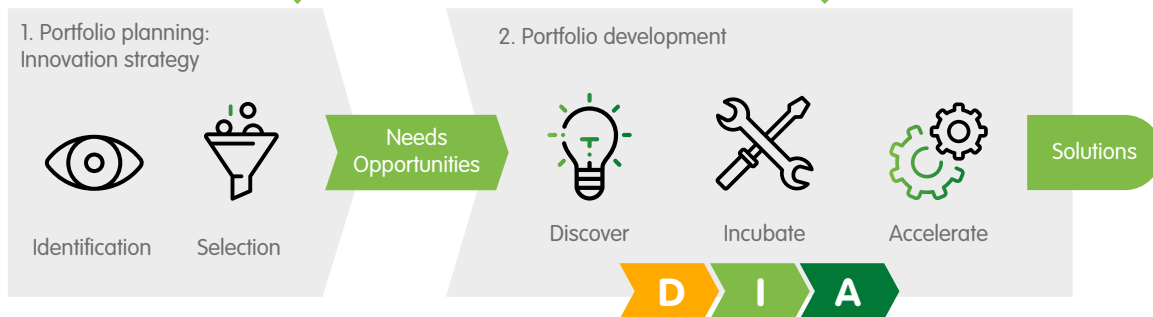 1. Portfolio planning:
Innovation strategy
Identification
Selection
Needs
Opportunities
2. Portfolio development
Discover
Incubate
Accelerate
D I A
Solutions